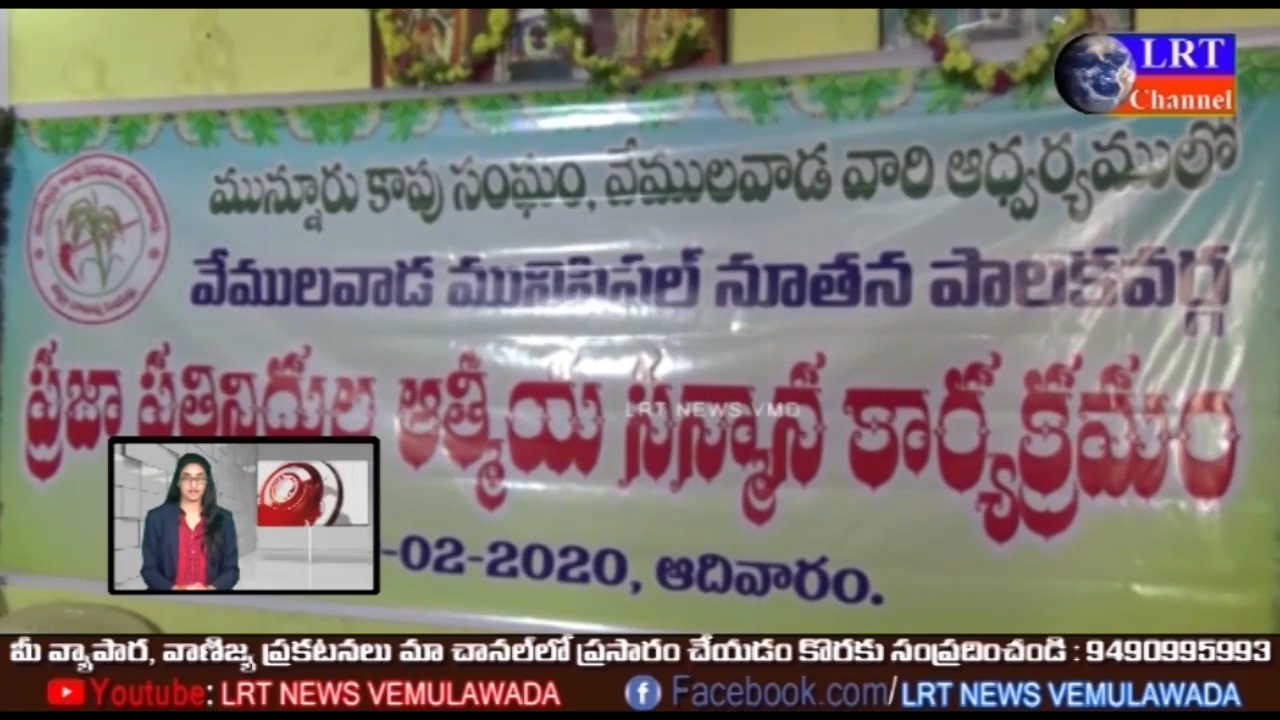 LRT
Channel
మున్నూరు కాపు సంఘం, వేములవాడ వారి ఆధ్వర్యములో
వేములవాడ మునిసిపల్ నూతన పాలకవర్గ
ప్రజా ప్రతినిధుల ఆత్మీయ సన్మాన కార్యక్రమం
LRT NEWS VMD
-02-2020, ఆదివారం.
మీ వ్యాపార, వాణిజ్య ప్రకటనలు మా చానల్‌లో ప్రసారం చేయడం కొరకు సంప్రదించండి : 9490995993
Youtube: LRT NEWS VEMULAWADA
Facebook.com/LRT NEWS VEMULAWADA